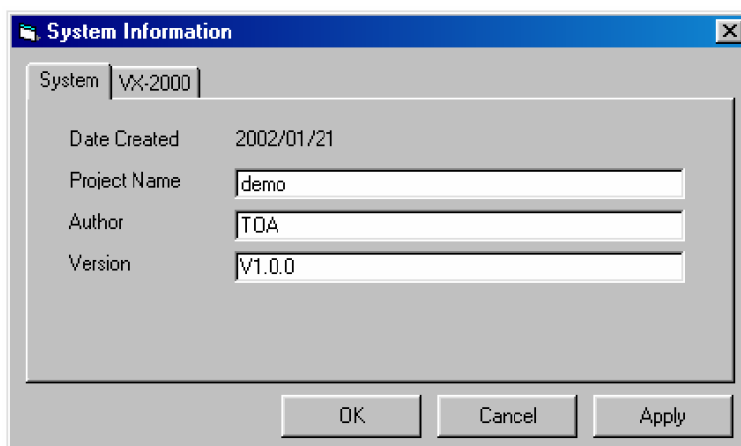 System Information
System VX-2000
Date Created 2002/01/21
Project Name demo
Author TOA
Version V1.0.0
OK Cancel Apply